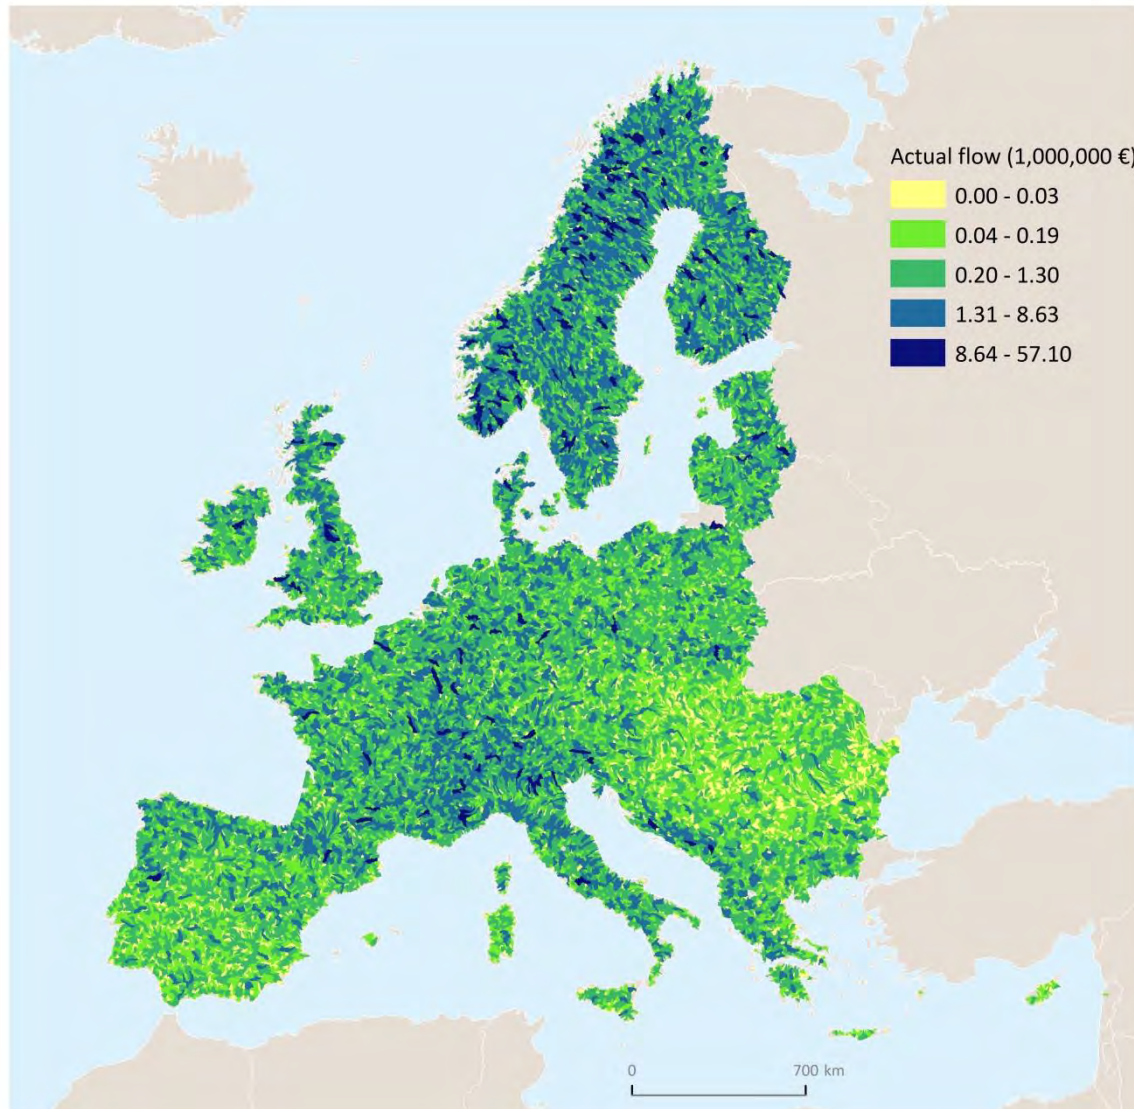 Actual flow (1,000,000 €)
0.00 - 0.03
0.04 - 0.19
0.20 - 1.30
1.31 - 8.63
8.64 - 57.10
0 700 km